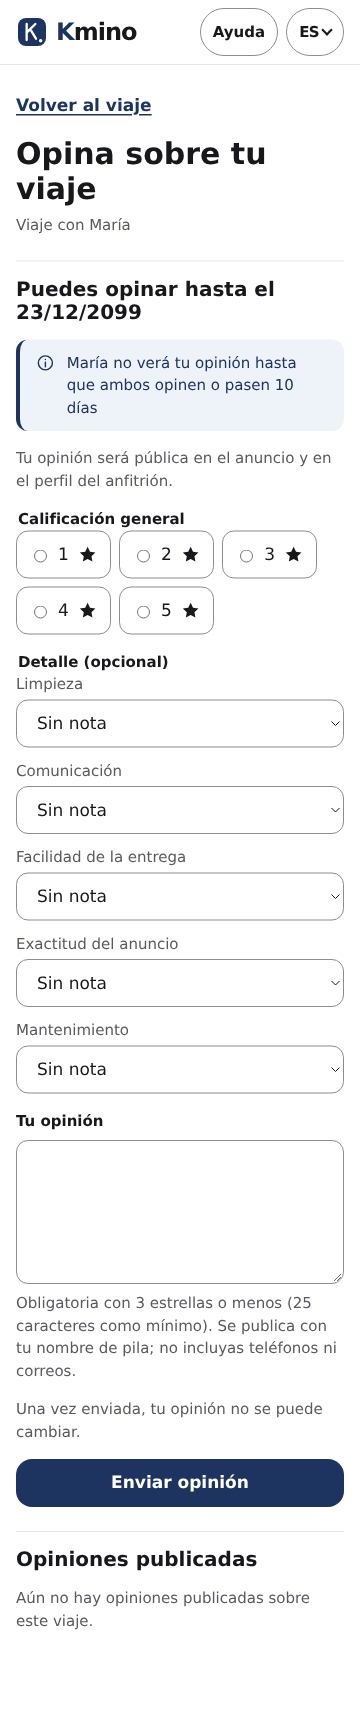 K. Kmino
Ayuda
ES
Volver al viaje
Opina sobre tu
viaje
Viaje con María
Puedes opinar hasta el
23/12/2099
María no verá tu opinión hasta
que ambos opinen o pasen 10
días
Tu opinión será pública en el anuncio y en
el perfil del anfitrión.
Calificación general
1 ★ 2 ★ 3 ★
4 ★ 5 ★
Detalle (opcional)
Limpieza
Sin nota
Comunicación
Sin nota
Facilidad de la entrega
Sin nota
Exactitud del anuncio
Sin nota
Mantenimiento
Sin nota
Tu opinión
Obligatoria con 3 estrellas o menos (25
caracteres como mínimo). Se publica con
tu nombre de pila; no incluyas teléfonos ni
correos.
Una vez enviada, tu opinión no se puede
cambiar.
Enviar opinión
Opiniones publicadas
Aún no hay opiniones publicadas sobre
este viaje.